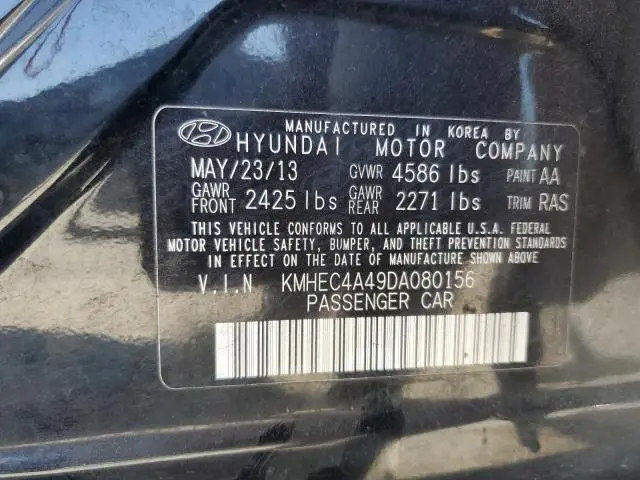 MANUFACTURED IN KOREA BY
HYUNDAI MOTOR COMPANY
MAY/23/13 GVWR 4586 lbs PAINT AA
GAWR FRONT 2425 lbs GAWR REAR 2271 lbs TRIM RAS
THIS VEHICLE CONFORMS TO ALL APPLICABLE U.S.A. FEDERAL
MOTOR VEHICLE SAFETY, BUMPER, AND THEFT PREVENTION STANDARDS
IN EFFECT ON THE DATE OF MANUFACTURE SHOWN ABOVE.
V.I.N KMHEC4A49DA080156
PASSENGER CAR